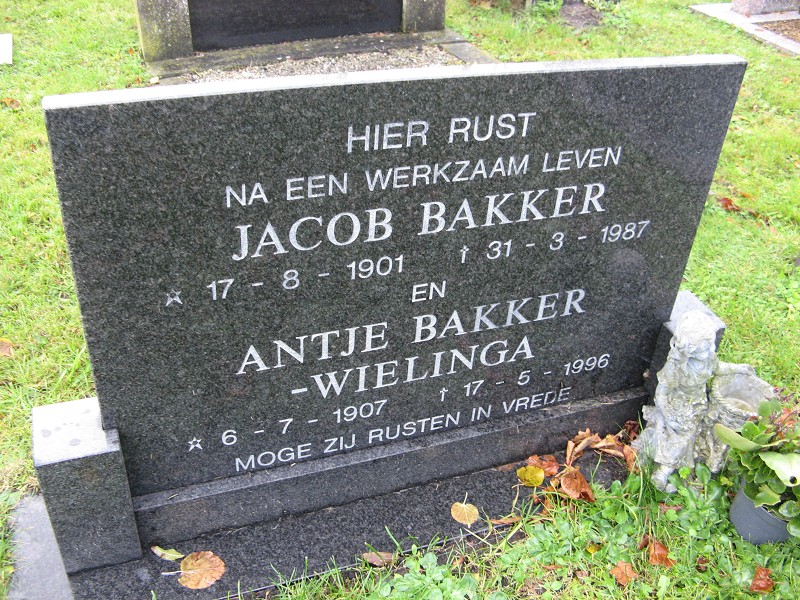 HIER RUST
NA EEN WERKZAAM LEVEN
JACOB BAKKER
☆ 17 - 8 - 1901 † 31 - 3 - 1987
EN
ANTJE BAKKER
-WIELINGA
☆ 6 - 7 - 1907 † 17 - 5 - 1996
MOGE ZIJ RUSTEN IN VREDE